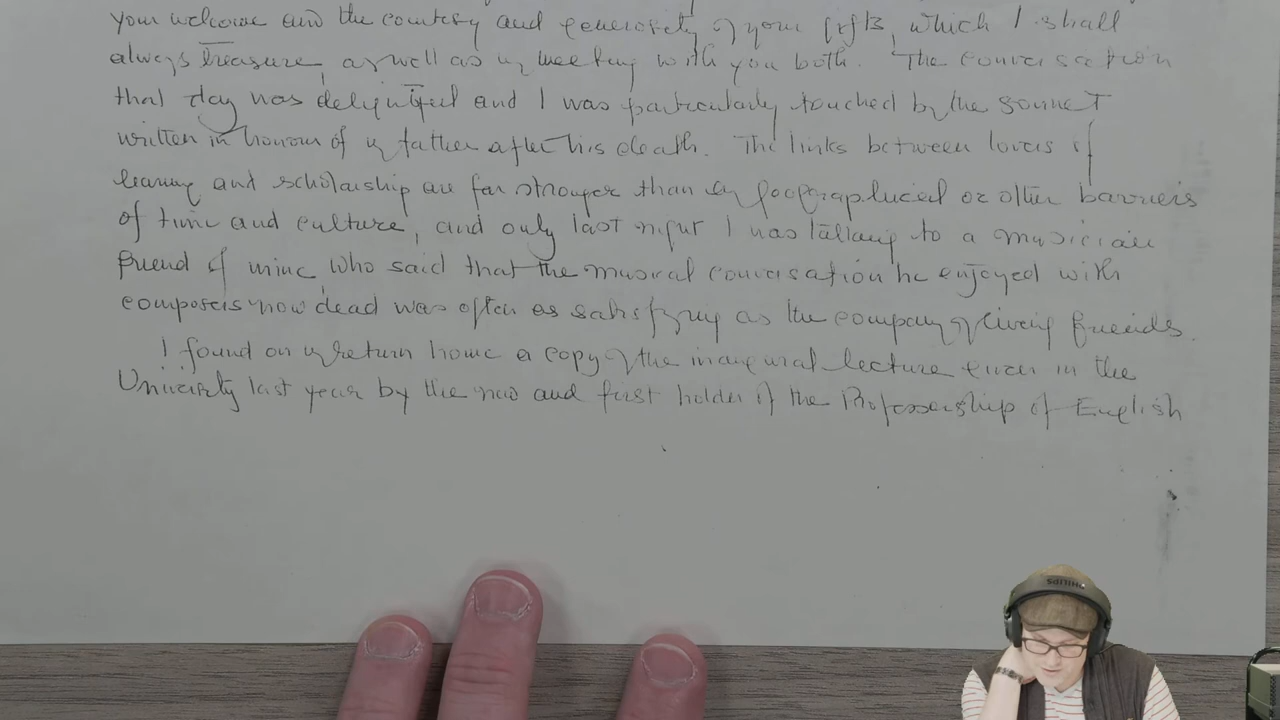 your welcome and the courtesy and generosity of your gifts, which I shall
always treasure, as well as my meeting with you both. The conversation
that day was delightful and I was particularly touched by the sonnet
written in honour of my father after his death. The links between lovers of
learning and scholarship are far stronger than any geographical or other barriers
of time and culture, and only last night I was talking to a musician
friend of mine who said that the musical conversation he enjoyed with
composers now dead was often as satisfying as the company of living friends.
I found on my return home a copy of the inaugural lecture given in the
University last year by the new and first holder of the Professorship of English
PHILIPS